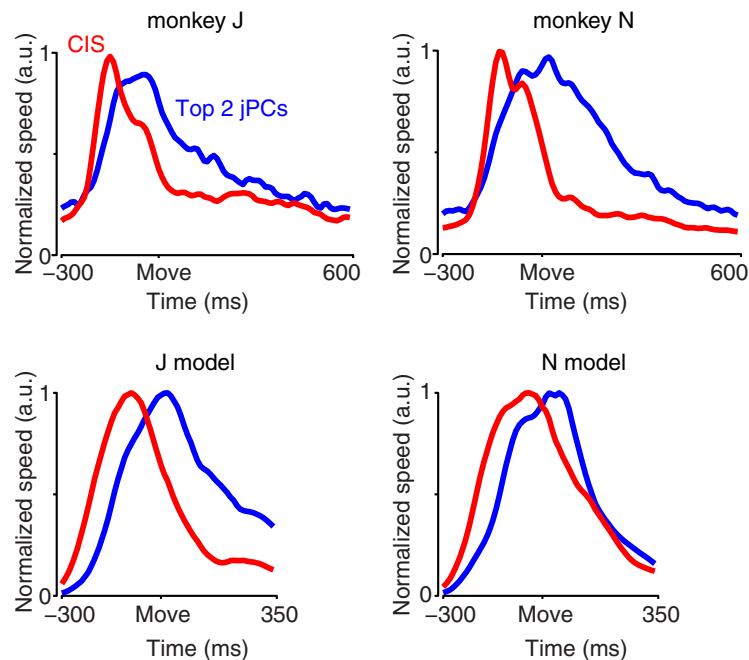 monkey J
CIS
Top 2 jPCs
Normalized speed (a.u.)
1
0
−300 Move 600
Time (ms)
monkey N
Normalized speed (a.u.)
1
0
−300 Move 600
Time (ms)
J model
Normalized speed (a.u.)
1
0
−300 Move 350
Time (ms)
N model
Normalized speed (a.u.)
1
0
−300 Move 350
Time (ms)